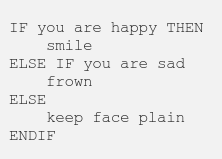 IF you are happy THEN
    smile
ELSE IF you are sad
    frown
ELSE
    keep face plain
ENDIF